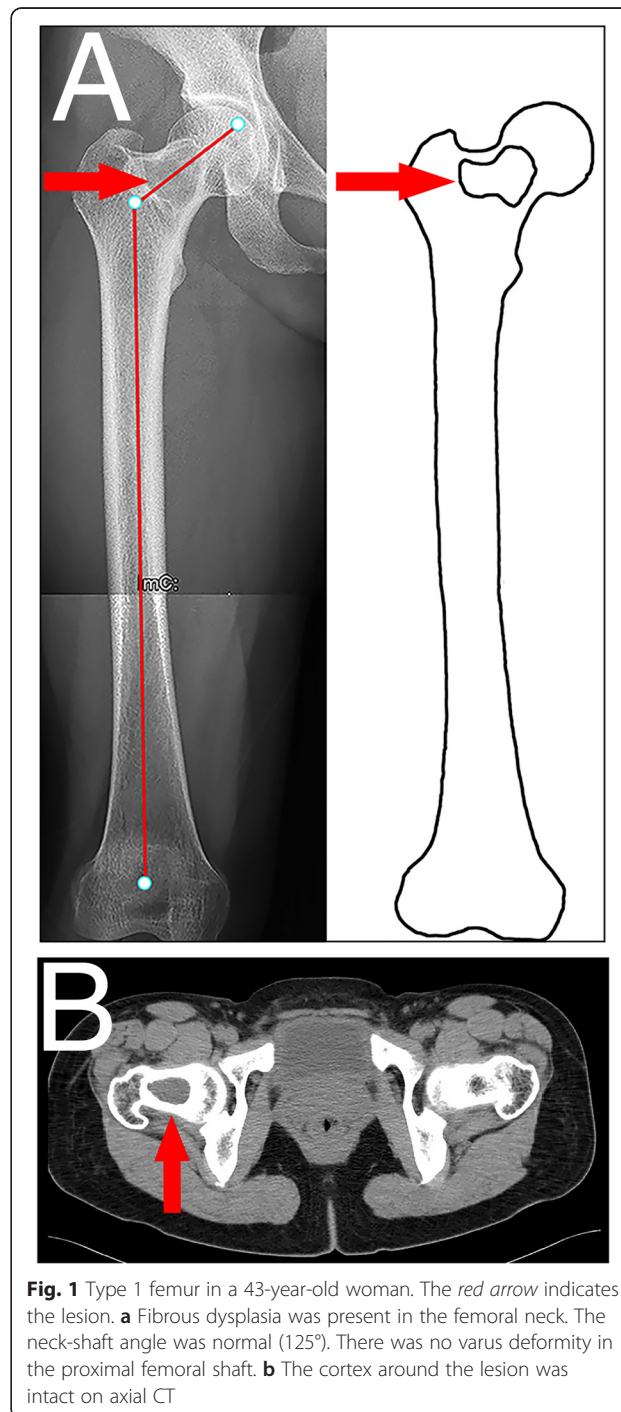 A
ImC:
B
Fig. 1 Type 1 femur in a 43-year-old woman. The red arrow indicates
the lesion. a Fibrous dysplasia was present in the femoral neck. The
neck-shaft angle was normal (125°). There was no varus deformity in
the proximal femoral shaft. b The cortex around the lesion was
intact on axial CT